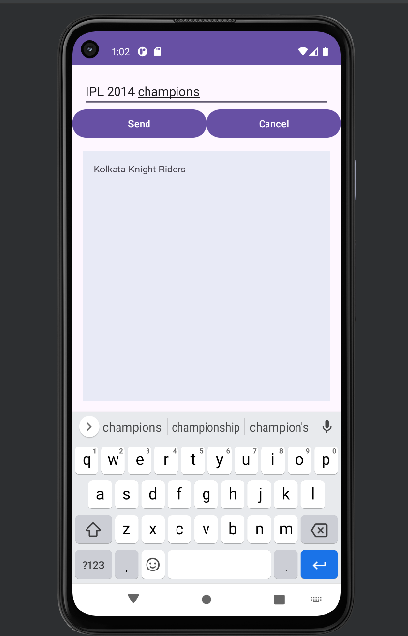 1:02
IPL 2014 champions
Send Cancel
Kolkata Knight Riders
champions championship champion's
q1 w2 e3 r4 t5 y6 u7 i8 o9 p0
a s d f g h j k l
z x c v b n m
?123 , .